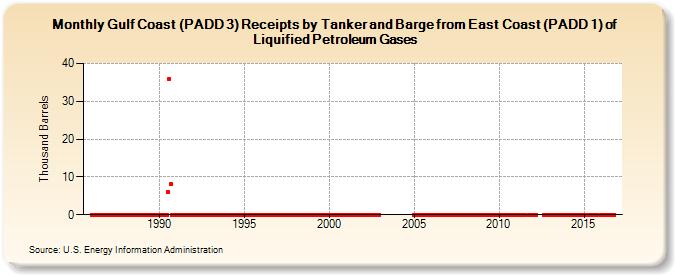 Monthly Gulf Coast (PADD 3) Receipts by Tanker and Barge from East Coast (PADD 1) of
Liquified Petroleum Gases
Thousand Barrels
40
30
20
10
0
1990 1995 2000 2005 2010 2015
Source: U.S. Energy Information Administration